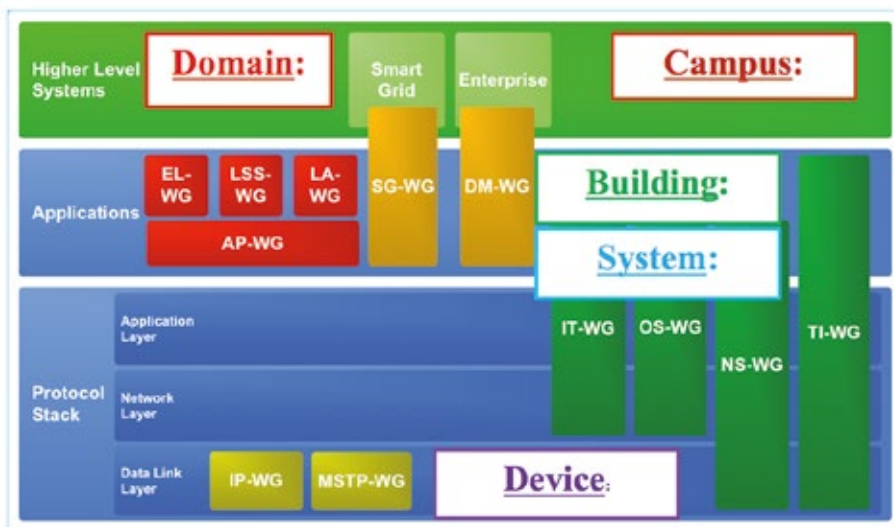 Higher Level
Systems
Domain:
Smart
Grid
Enterprise
Campus:
Applications
EL-
WG
LSS-
WG
LA-
WG
SG-WG
DM-WG
Building:
AP-WG
System:
Protocol
Stack
Application
Layer
IT-WG
OS-WG
TI-WG
NS-WG
Network
Layer
Data Link
Layer
IP-WG
MSTP-WG
Device: